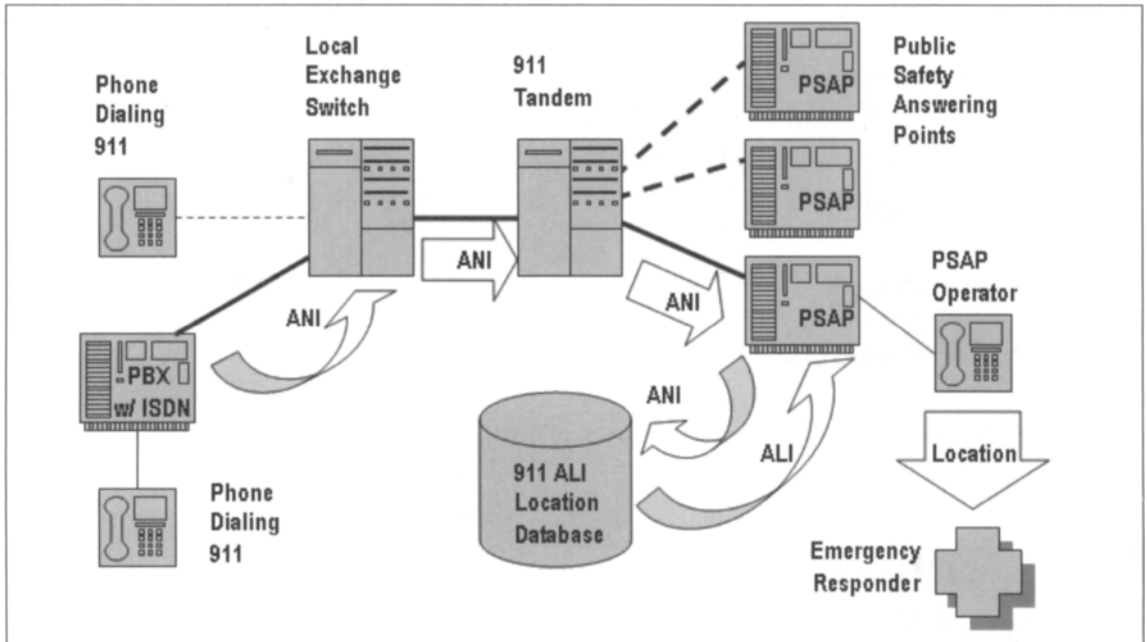 Phone
Dialing
911
Local
Exchange
Switch
911
Tandem
PSAP
Public
Safety
Answering
Points
PSAP
ANI
ANI
PSAP
PSAP
Operator
ANI
PBX
w/ ISDN
ANI
ALI
911 ALI
Location
Database
Location
Phone
Dialing
911
Emergency
Responder